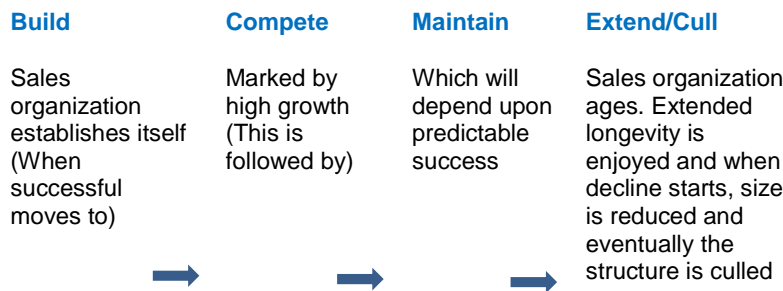 Build
Sales
organization
establishes itself
(When
successful
moves to)
Compete
Marked by
high growth
(This is
followed by)
Maintain
Which will
depend upon
predictable
success
Extend/Cull
Sales organization
ages. Extended
longevity is
enjoyed and when
decline starts, size
is reduced and
eventually the
structure is culled